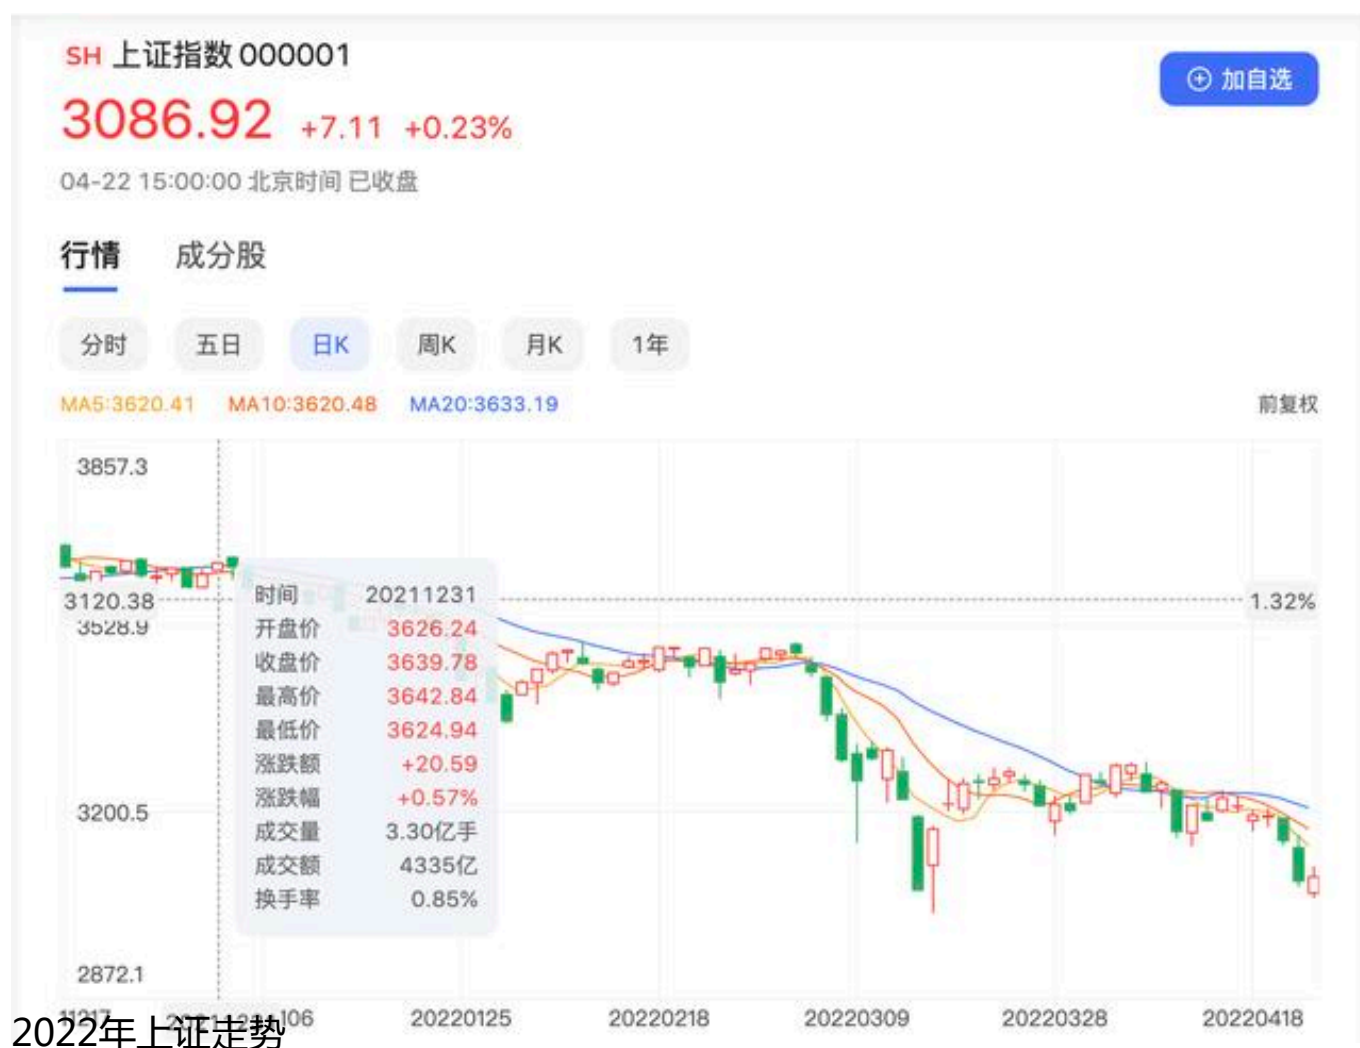 SH 上证指数 000001
加自选
3086.92 +7.11 +0.23%
04-22 15:00:00 北京时间 已收盘
行情 成分股
分时 五日 日K 周K 月K 1年
MA5:3620.41 MA10:3620.48 MA20:3633.19 前复权
3857.3
3120.38 1.32%
3528.9
时间 20211231
开盘价 3626.24
收盘价 3639.78
最高价 3642.84
最低价 3624.94
涨跌额 +20.59
涨跌幅 +0.57%
成交量 3.30亿手
成交额 4335亿
换手率 0.85%
3200.5
2872.1
106 20220125 20220218 20220309 20220328 20220418
2022年上证走势